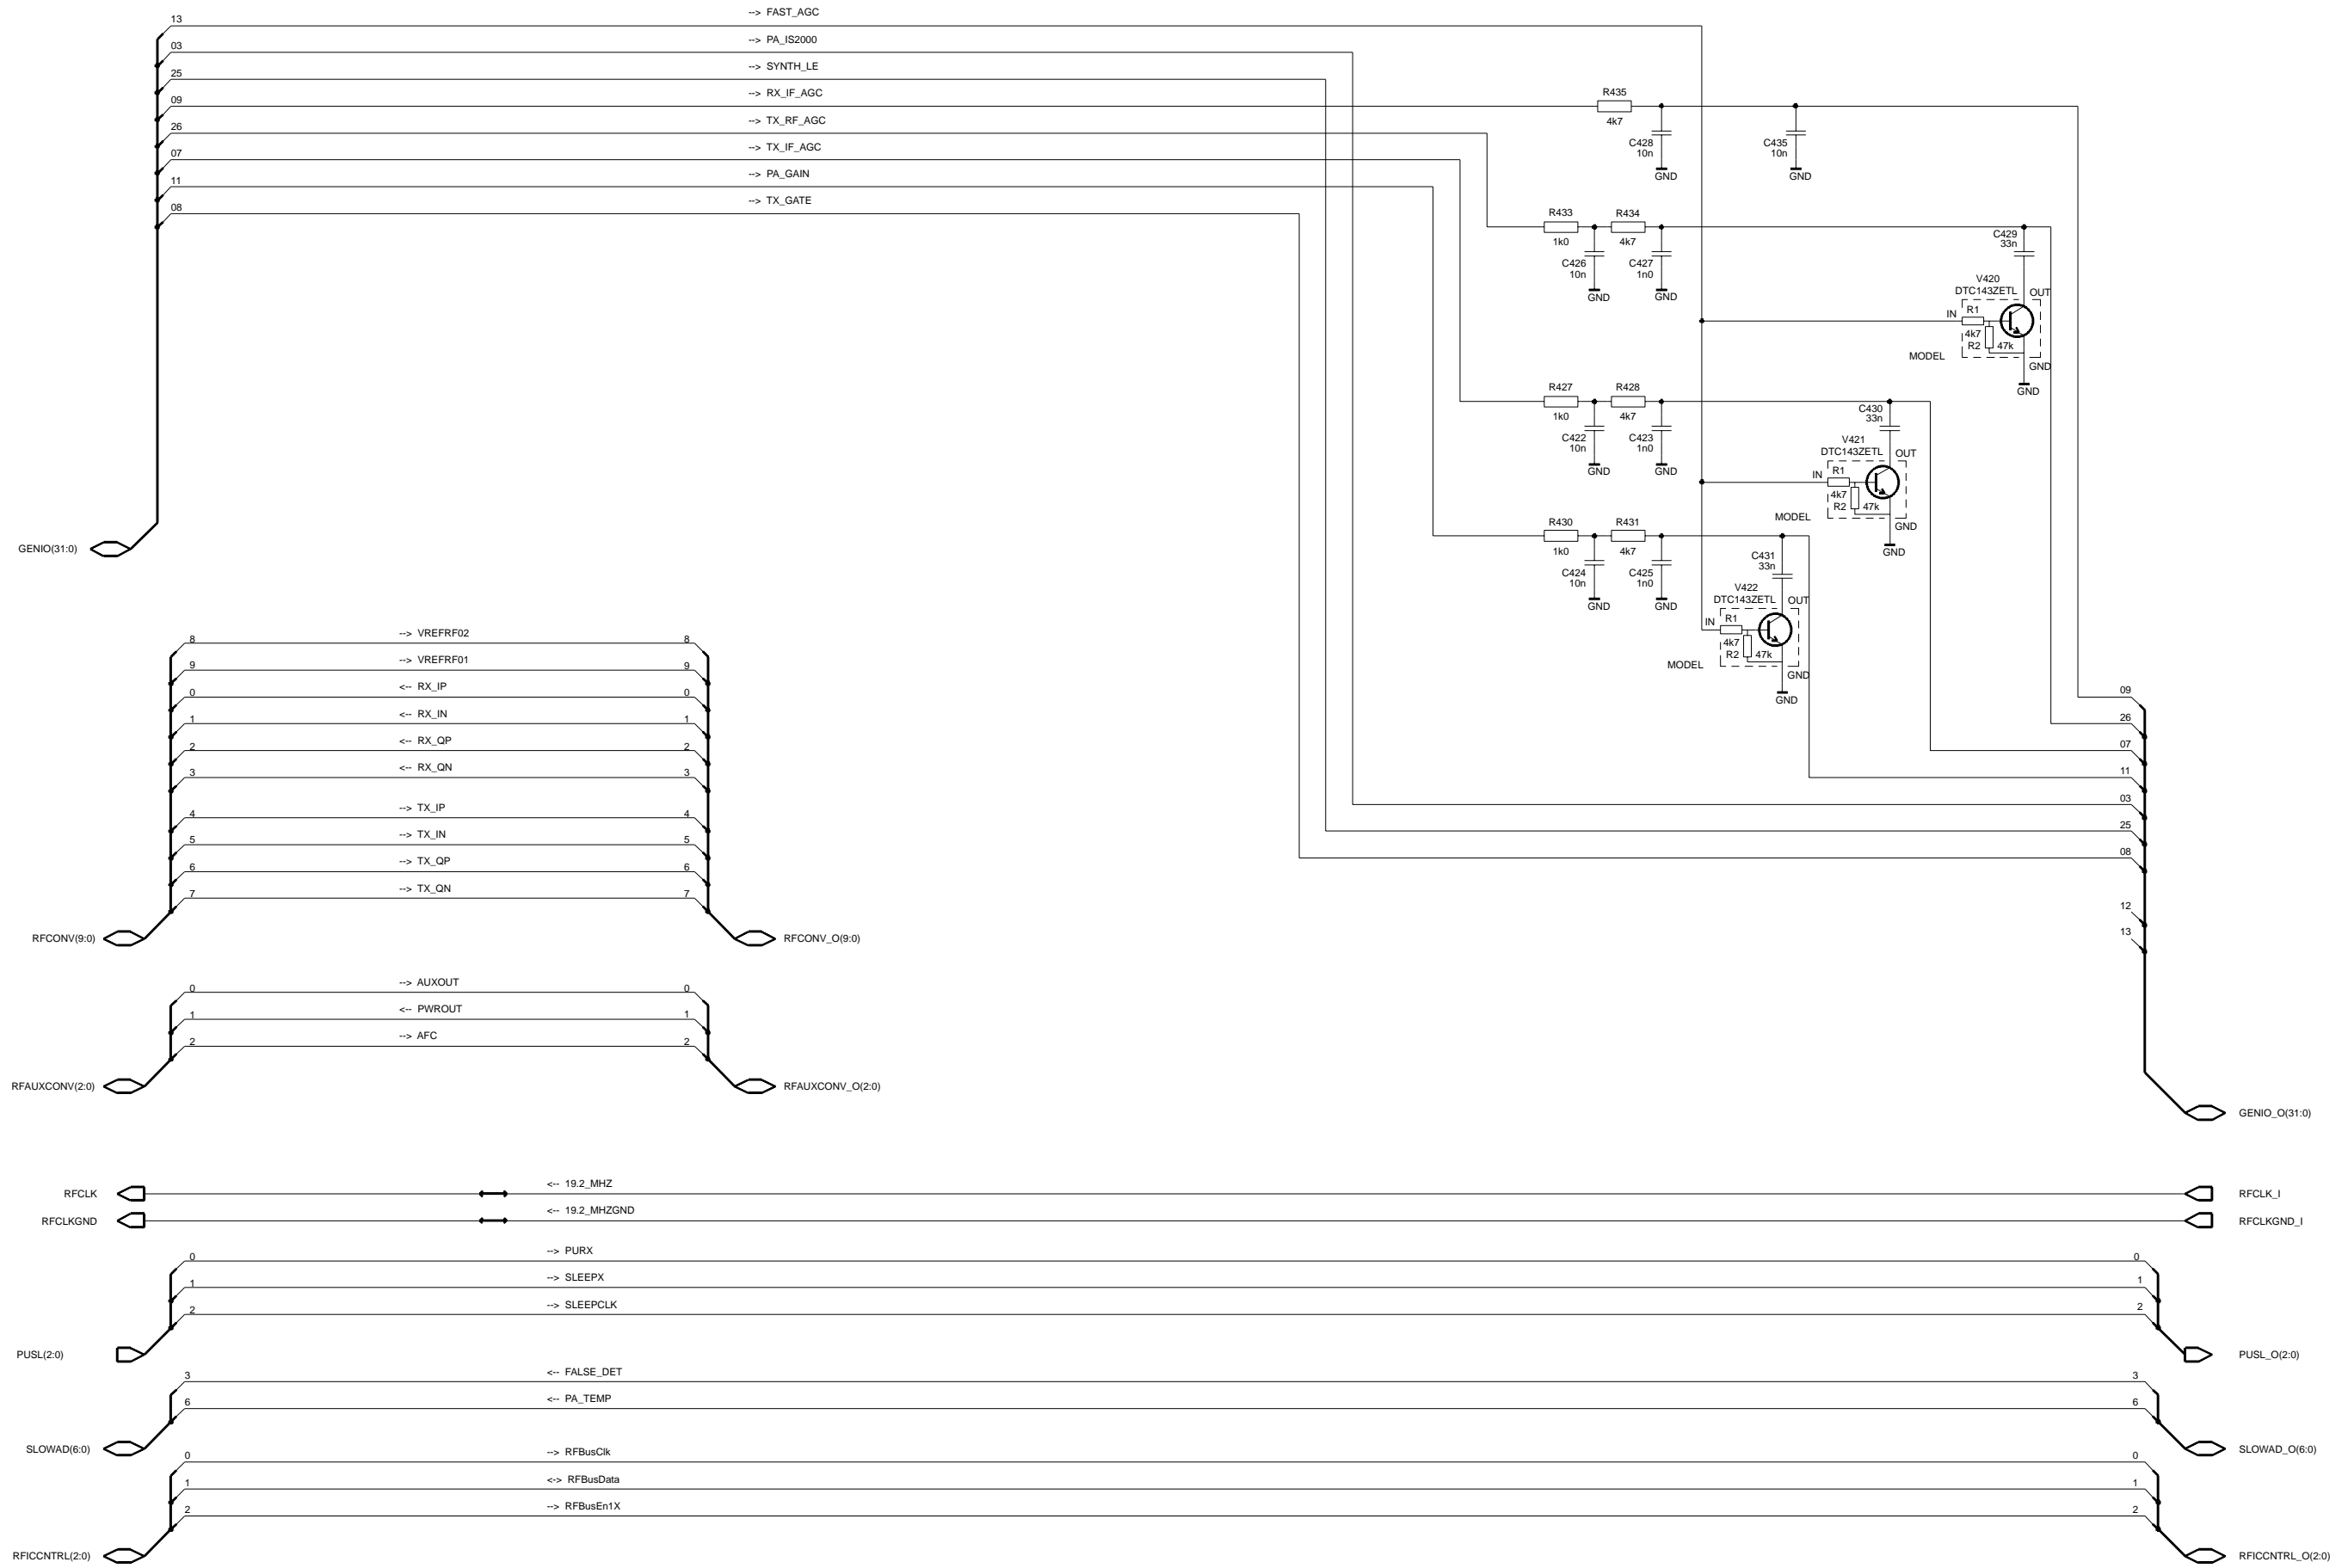 13
--> FAST_AGC
03
--> PA_IS2000
25
--> SYNTH_LE
09
--> RX_IF_AGC
26
--> TX_RF_AGC
07
--> TX_IF_AGC
11
--> PA_GAIN
08
--> TX_GATE
GENIO(31:0)
R435
4k7
C428
10n
GND
C435
10n
GND
R433
1k0
R434
4k7
C426
10n
GND
C427
1n0
GND
C429
33n
V420
DTC143ZETL
OUT
IN
R1
4k7
R2
47k
MODEL
GND
GND
R427
1k0
R428
4k7
C422
10n
GND
C423
1n0
GND
C430
33n
V421
DTC143ZETL
OUT
IN
R1
4k7
R2
47k
MODEL
GND
GND
R430
1k0
R431
4k7
C424
10n
GND
C425
1n0
GND
C431
33n
V422
DTC143ZETL
OUT
IN
R1
4k7
R2
47k
MODEL
GND
GND
09
26
07
11
03
25
08
12
13
GENIO_O(31:0)
8 --> VREFRF02 8
9 --> VREFRF01 9
0 <-- RX_IP 0
1 <-- RX_IN 1
2 <-- RX_QP 2
3 <-- RX_QN 3
4 --> TX_IP 4
5 --> TX_IN 5
6 --> TX_QP 6
7 --> TX_QN 7
RFCONV(9:0)
RFCONV_O(9:0)
0 --> AUXOUT 0
1 <-- PWROUT 1
2 --> AFC 2
RFAUXCONV(2:0)
RFAUXCONV_O(2:0)
RFCLK
<-- 19.2_MHZ
RFCLK_I
RFCLKGND
<-- 19.2_MHZGND
RFCLKGND_I
0 --> PURX 0
1 --> SLEEPX 1
2 --> SLEEPCLK 2
PUSL(2:0)
PUSL_O(2:0)
3 <-- FALSE_DET 3
6 <-- PA_TEMP 6
SLOWAD(6:0)
SLOWAD_O(6:0)
0 --> RFBusClk 0
1 <-> RFBusData 1
2 --> RFBusEn1X 2
RFICCNTRL(2:0)
RFICCNTRL_O(2:0)